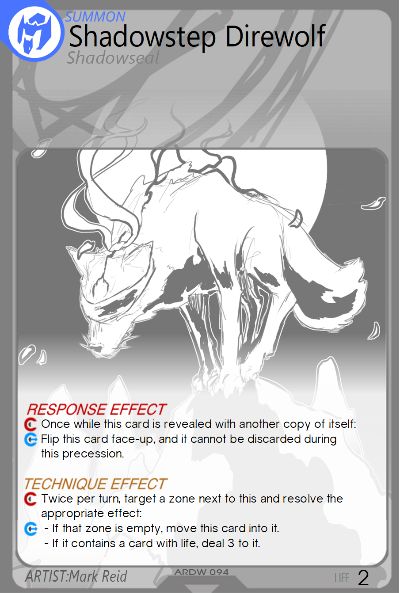 SUMMON
Shadowstep Direwolf
Shadowseal
RESPONSE EFFECT
C Once while this card is revealed with another copy of itself:
E Flip this card face-up, and it cannot be discarded during
this precession.
TECHNIQUE EFFECT
C Twice per turn, target a zone next to this and resolve the
appropriate effect:
E - If that zone is empty, move this card into it.
- If it contains a card with life, deal 3 to it.
ARTIST:Mark Reid
ARDW 094
LIFE 2